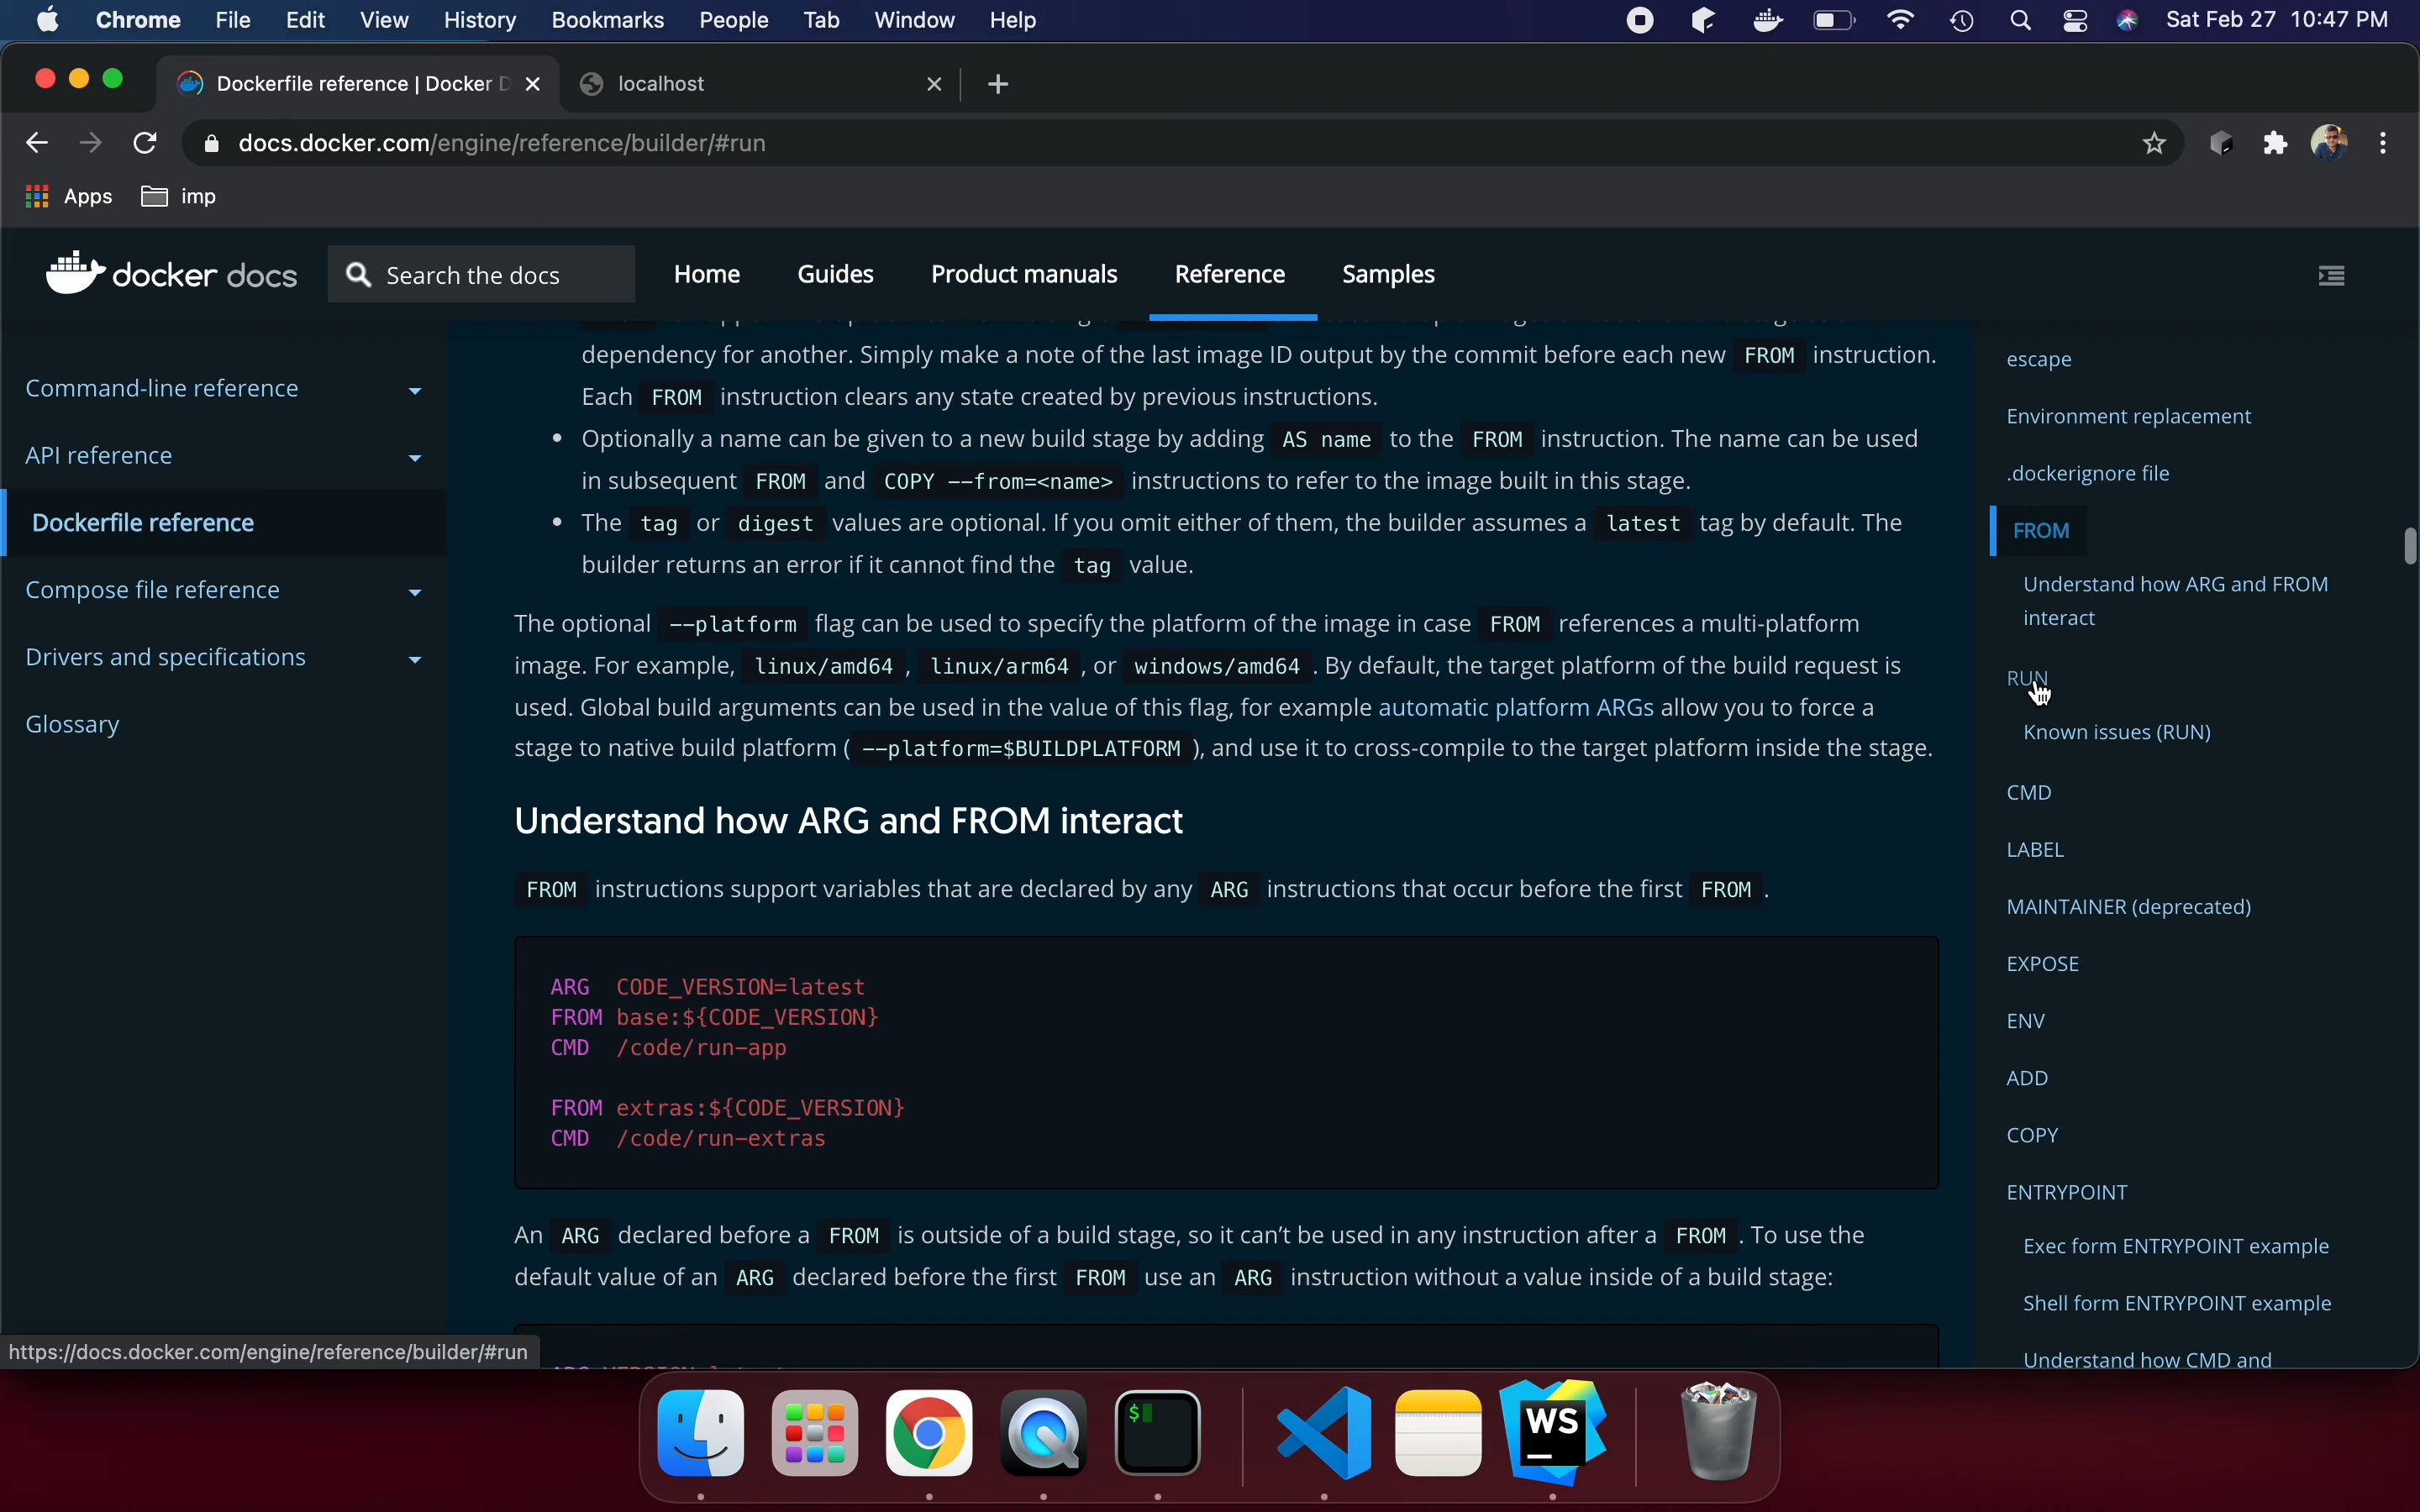 Chrome File Edit View History Bookmarks People Tab Window Help Sat Feb 27 10:47 PM
Dockerfile reference | Docker D localhost
docs.docker.com/engine/reference/builder/#run
Apps imp
docker docs Search the docs Home Guides Product manuals Reference Samples
Command-line reference
API reference
Dockerfile reference
Compose file reference
Drivers and specifications
Glossary
dependency for another. Simply make a note of the last image ID output by the commit before each new FROM instruction.
Each FROM instruction clears any state created by previous instructions.
• Optionally a name can be given to a new build stage by adding AS name to the FROM instruction. The name can be used
in subsequent FROM and COPY --from=<name> instructions to refer to the image built in this stage.
• The tag or digest values are optional. If you omit either of them, the builder assumes a latest tag by default. The
builder returns an error if it cannot find the tag value.
The optional --platform flag can be used to specify the platform of the image in case FROM references a multi-platform
image. For example, linux/amd64 , linux/arm64 , or windows/amd64 . By default, the target platform of the build request is
used. Global build arguments can be used in the value of this flag, for example automatic platform ARGs allow you to force a
stage to native build platform ( --platform=$BUILDPLATFORM ), and use it to cross-compile to the target platform inside the stage.
Understand how ARG and FROM interact
FROM instructions support variables that are declared by any ARG instructions that occur before the first FROM .
ARG CODE_VERSION=latest
FROM base:${CODE_VERSION}
CMD /code/run-app
FROM extras:${CODE_VERSION}
CMD /code/run-extras
An ARG declared before a FROM is outside of a build stage, so it can't be used in any instruction after a FROM . To use the
default value of an ARG declared before the first FROM use an ARG instruction without a value inside of a build stage:
escape
Environment replacement
.dockerignore file
FROM
Understand how ARG and FROM
interact
RUN
Known issues (RUN)
CMD
LABEL
MAINTAINER (deprecated)
EXPOSE
ENV
ADD
COPY
ENTRYPOINT
Exec form ENTRYPOINT example
Shell form ENTRYPOINT example
Understand how CMD and
https://docs.docker.com/engine/reference/builder/#run
$
WS